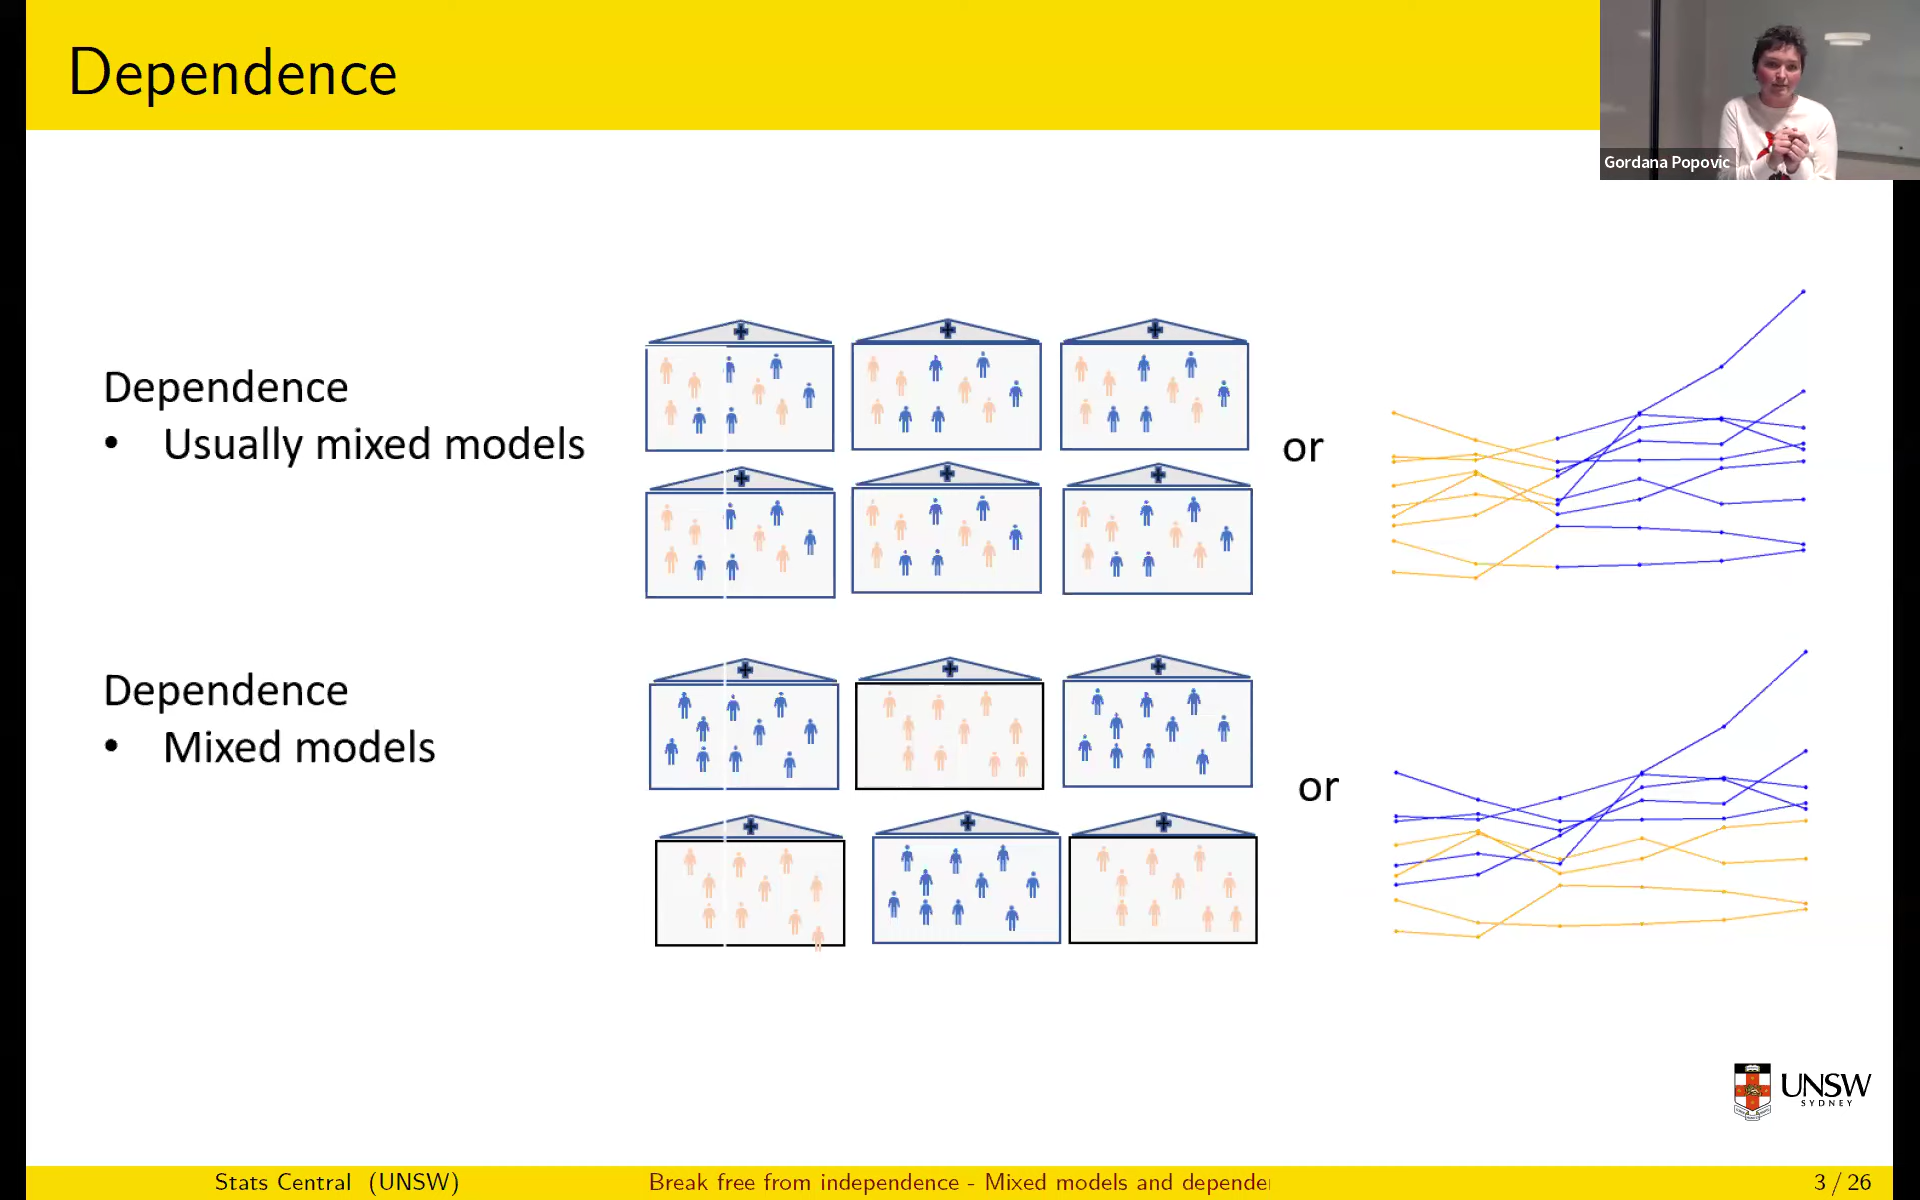 Dependence
Gordana Popovic
Dependence
• Usually mixed models
or
Dependence
• Mixed models
or
UNSW
SYDNEY
Stats Central (UNSW)
Break free from independence - Mixed models and depende
3 / 26